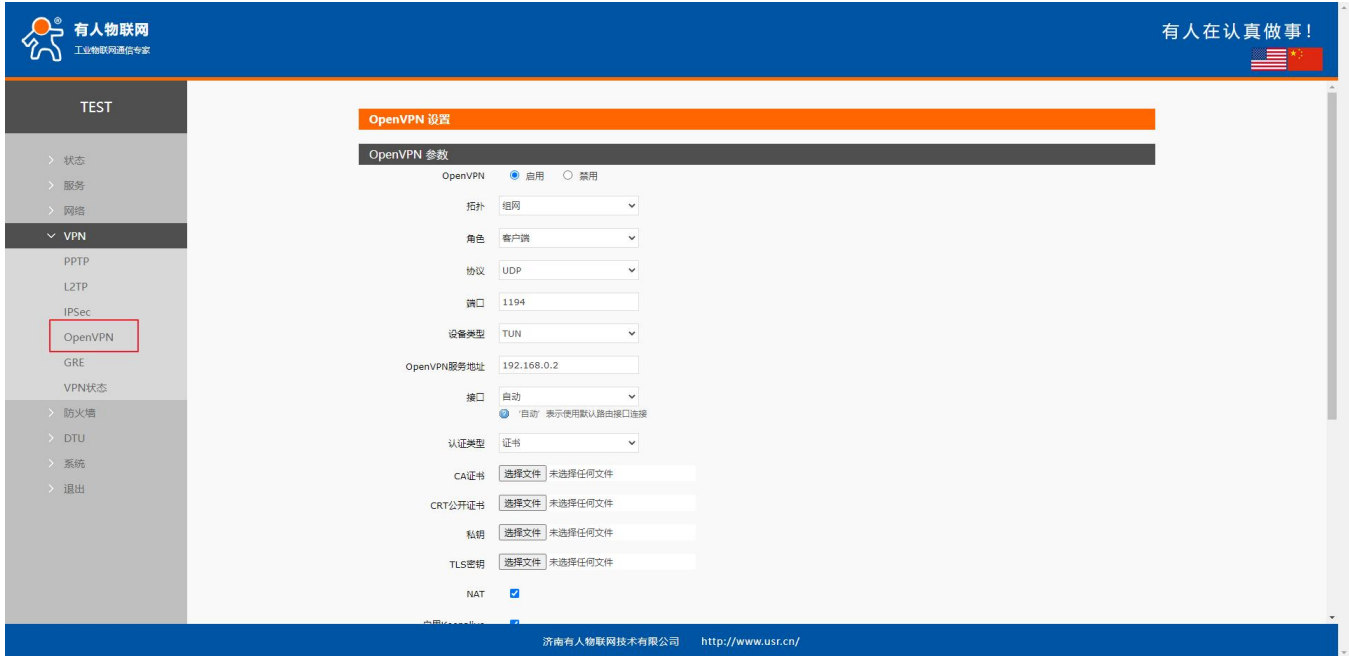 有人物联网
工业物联网通信专家
有人在认真做事！
TEST
状态
服务
网络
VPN
PPTP
L2TP
IPSec
OpenVPN
GRE
VPN状态
防火墙
DTU
系统
退出
OpenVPN 设置
OpenVPN 参数
OpenVPN 启用 禁用
拓扑 组网
角色 客户端
协议 UDP
端口 1194
设备类型 TUN
OpenVPN服务地址 192.168.0.2
接口 自动
'自动' 表示使用默认路由接口连接
认证类型 证书
CA证书 选择文件 未选择任何文件
CRT公开证书 选择文件 未选择任何文件
私钥 选择文件 未选择任何文件
TLS密钥 选择文件 未选择任何文件
NAT
济南有人物联网技术有限公司 http://www.usr.cn/